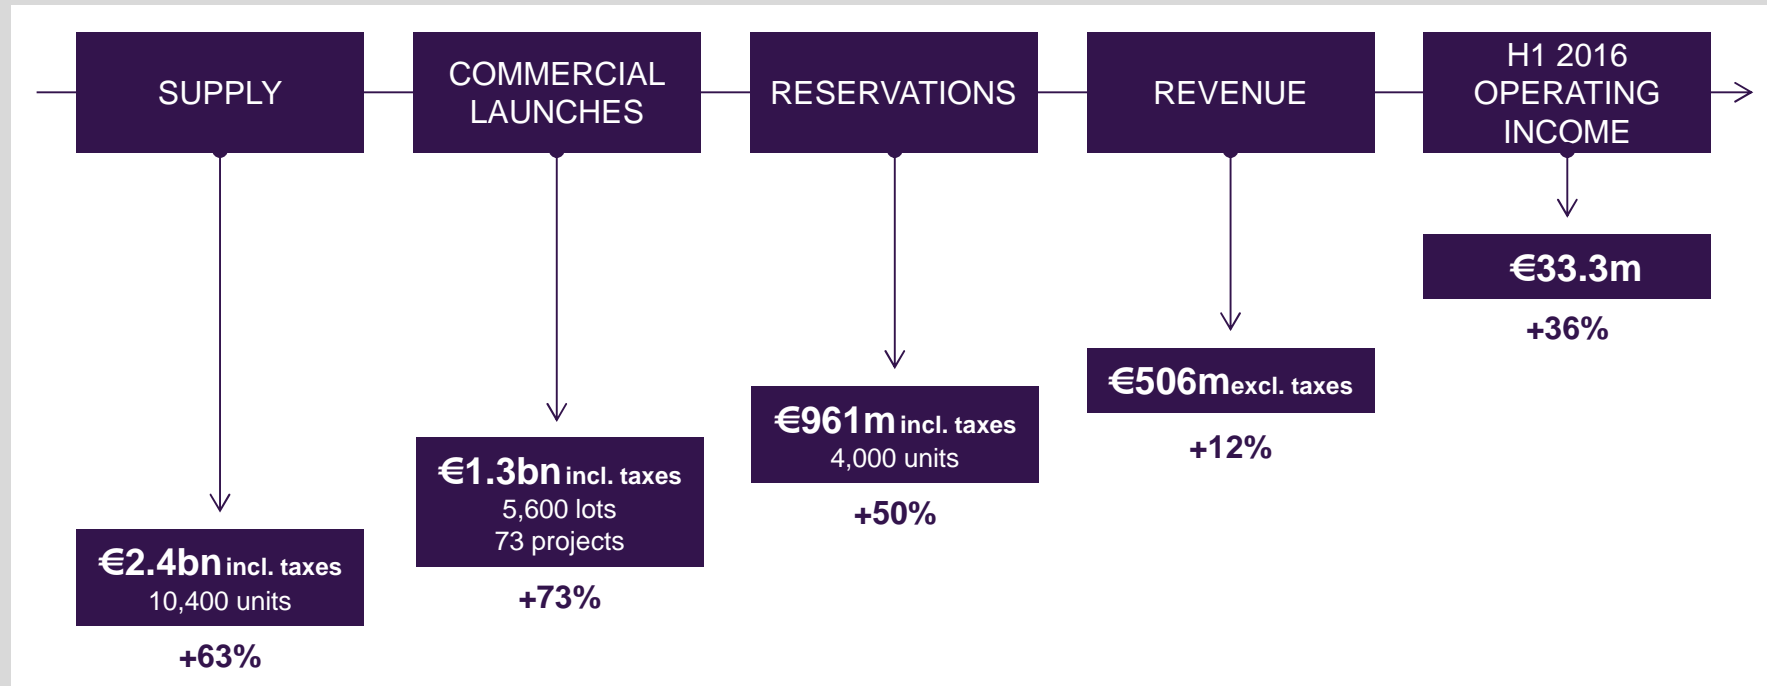 SUPPLY
COMMERCIAL
LAUNCHES
RESERVATIONS
REVENUE
H1 2016
OPERATING
INCOME
€2.4bn incl. taxes
10,400 units
+63%
€1.3bn incl. taxes
5,600 lots
73 projects
+73%
€961m incl. taxes
4,000 units
+50%
€506m excl. taxes
+12%
€33.3m
+36%